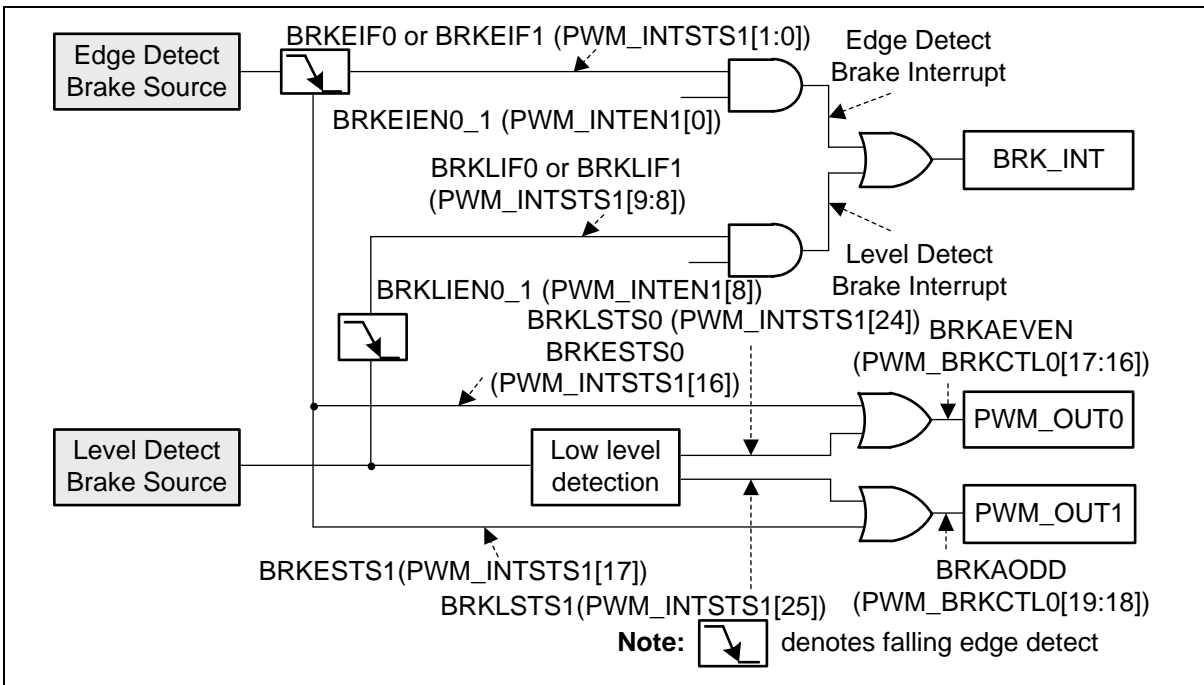 BRKEIF0 or BRKEIF1 (PWM_INTSTS1[1:0])
Edge Detect
Brake Source
Edge Detect
Brake Interrupt
BRKEIEN0_1 (PWM_INTEN1[0])
BRK_INT
BRKLIF0 or BRKLIF1
(PWM_INTSTS1[9:8])
Level Detect
Brake Interrupt
BRKLIEN0_1 (PWM_INTEN1[8])
BRKLSTS0 (PWM_INTSTS1[24])
BRKESTS0
(PWM_INTSTS1[16])
BRKAEVEN
(PWM_BRKCTL0[17:16])
PWM_OUT0
Level Detect
Brake Source
Low level
detection
PWM_OUT1
BRKESTS1(PWM_INTSTS1[17])
BRKLSTS1(PWM_INTSTS1[25])
BRKAODD
(PWM_BRKCTL0[19:18])
Note: denotes falling edge detect